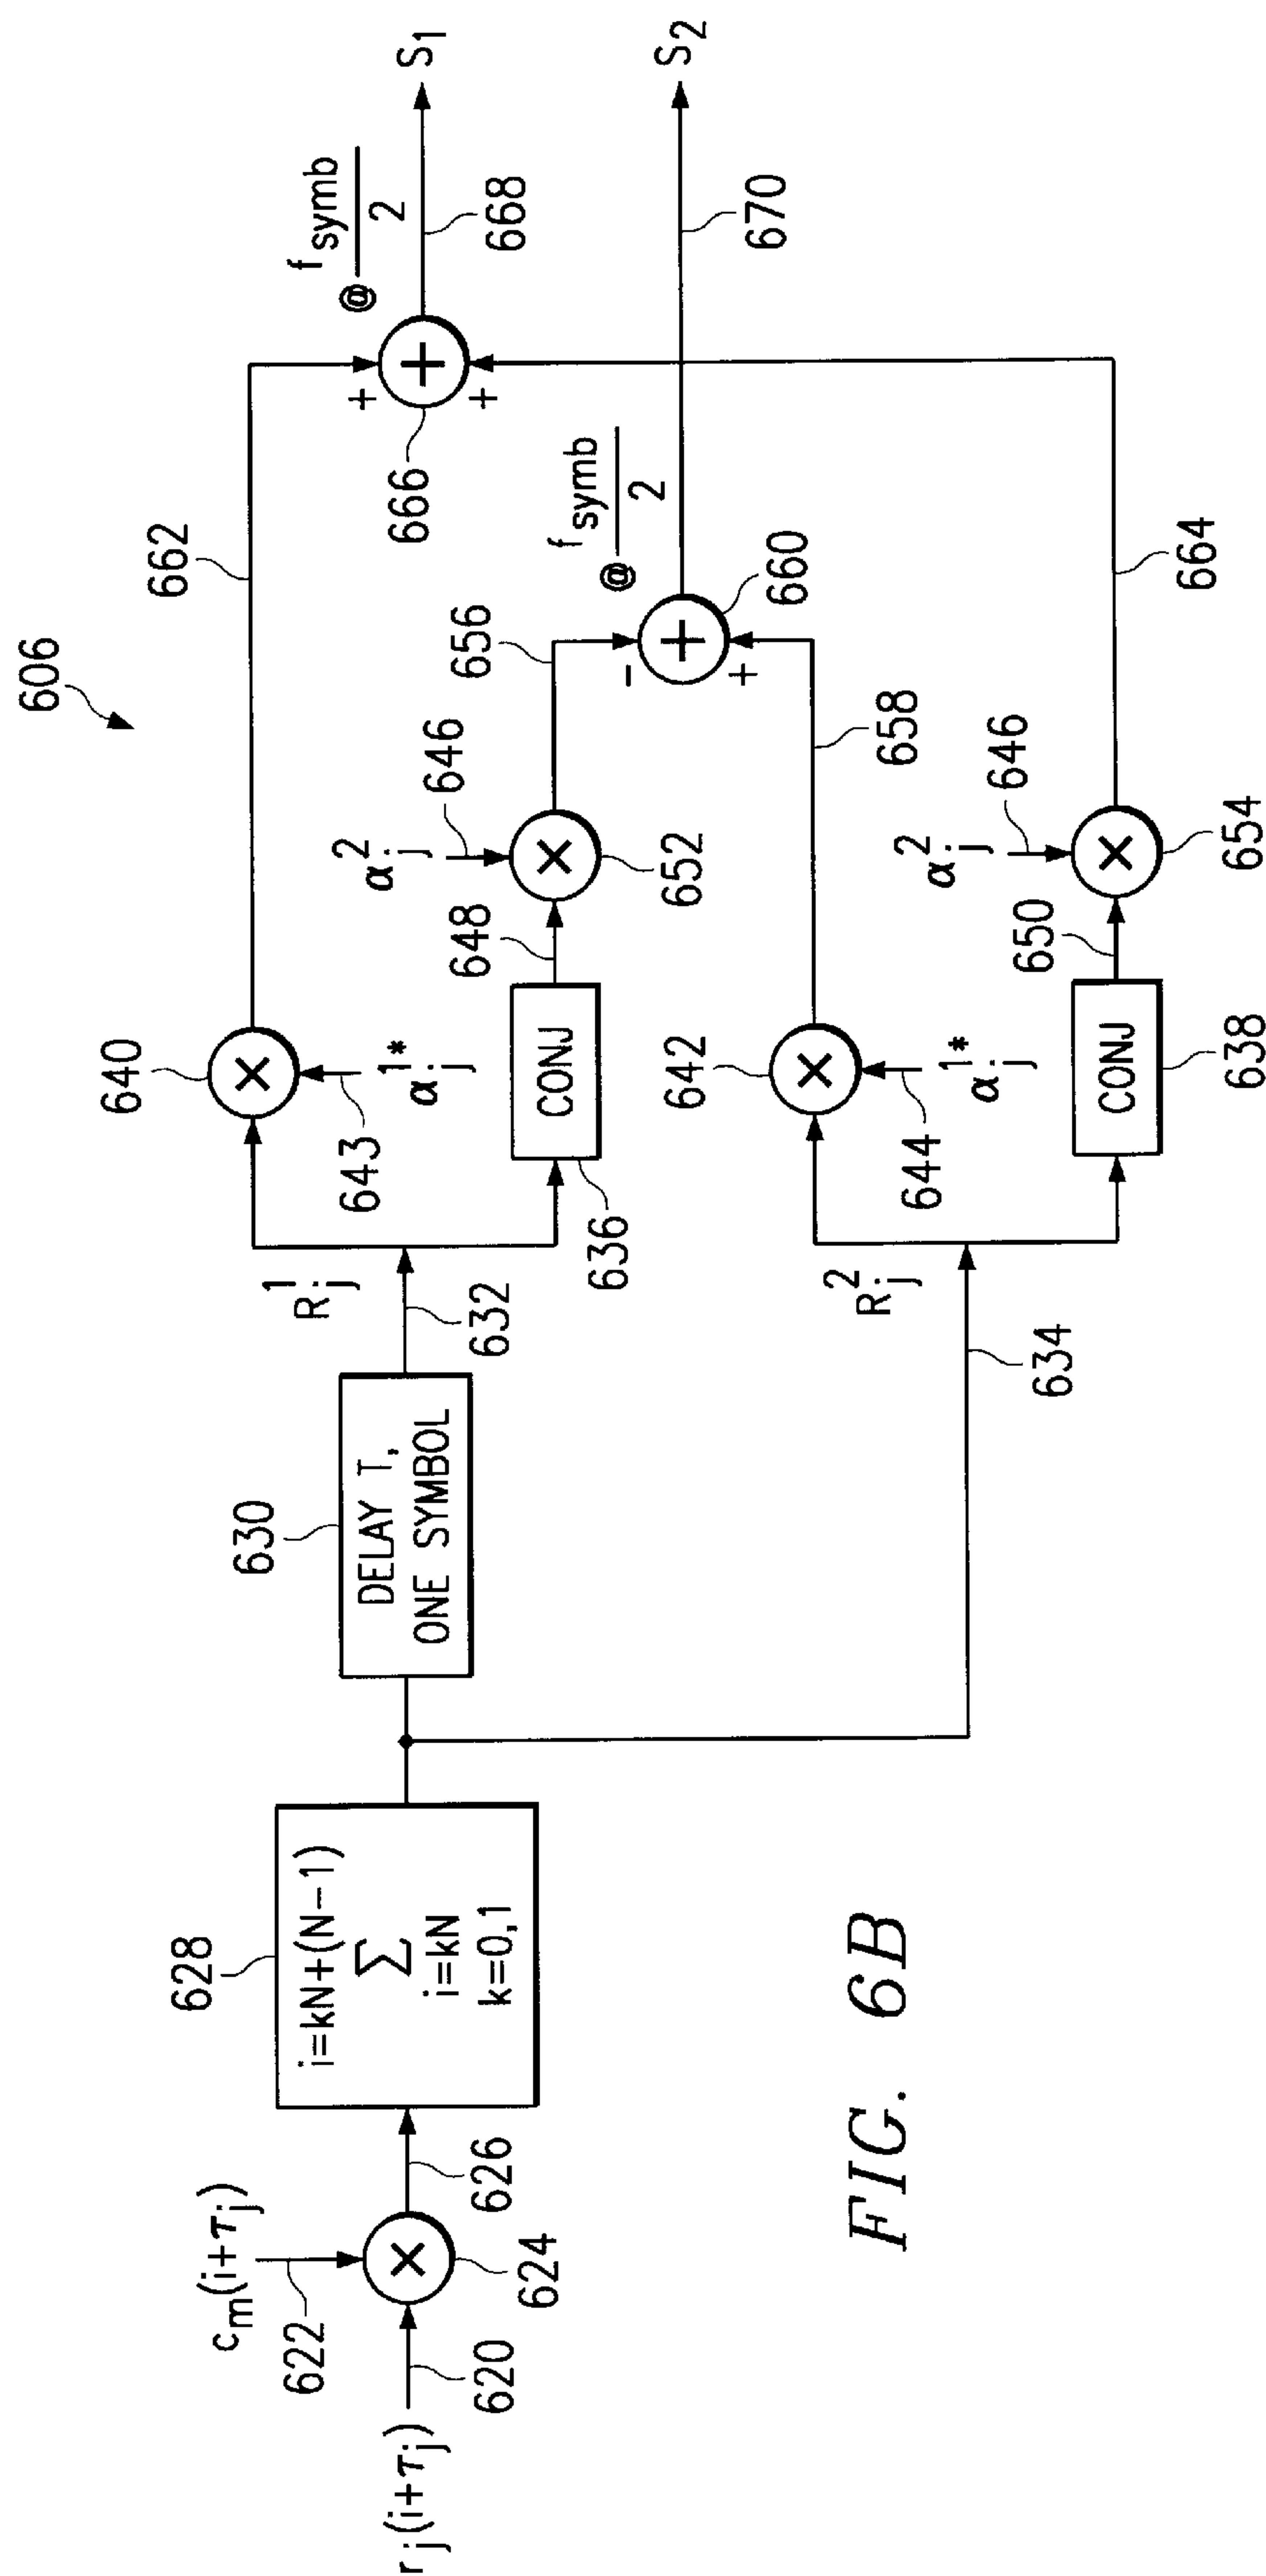 606
r_j(i+τ_j)
620
c_m(i+τ_j)
622
×
624
626
628
i=kN+(N-1)
Σ
i=kN
k=0,1
630
DELAY T,
ONE SYMBOL
632
634
R_j^1
640
×
643
α_j^1*
CONJ
636
648
α_j^2
646
×
652
656
662
R_j^2
642
×
644
α_j^1*
CONJ
638
650
α_j^2
646
×
654
658
664
-
+
+
660
@ f_symb/2
+
+
+
666
@ f_symb/2
668
S_1
670
S_2
FIG. 6B